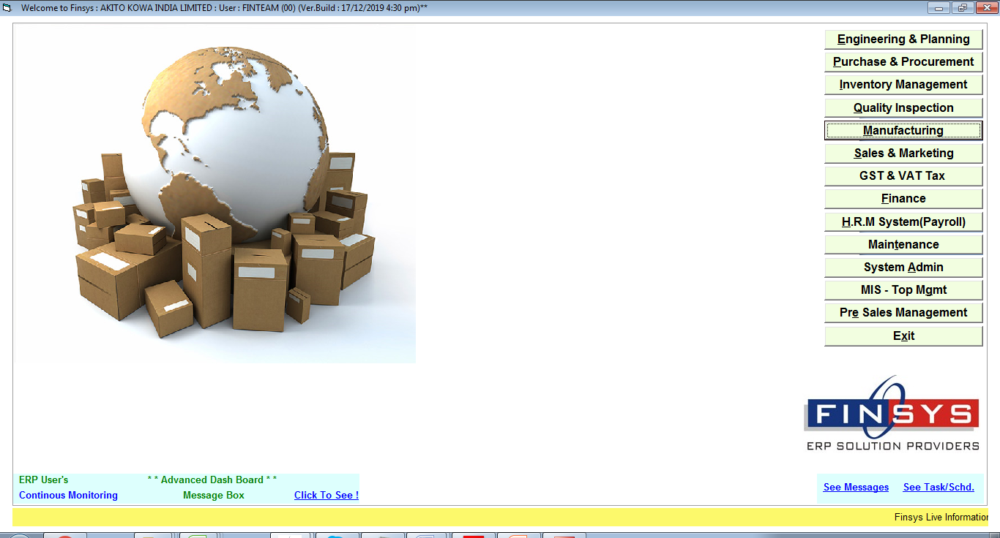 Welcome to Finsys : AKITO KOWA INDIA LIMITED : User : FINTEAM (00) (Ver.Build : 17/12/2019 4:30 pm)**
Engineering & Planning
Purchase & Procurement
Inventory Management
Quality Inspection
Manufacturing
Sales & Marketing
GST & VAT Tax
Finance
H.R.M System(Payroll)
Maintenance
System Admin
MIS - Top Mgmt
Pre Sales Management
Exit
FINSYS
ERP SOLUTION PROVIDERS
ERP User's * * Advanced Dash Board * *
Continous Monitoring Message Box Click To See !
See Messages See Task/Schd.
Finsys Live Information